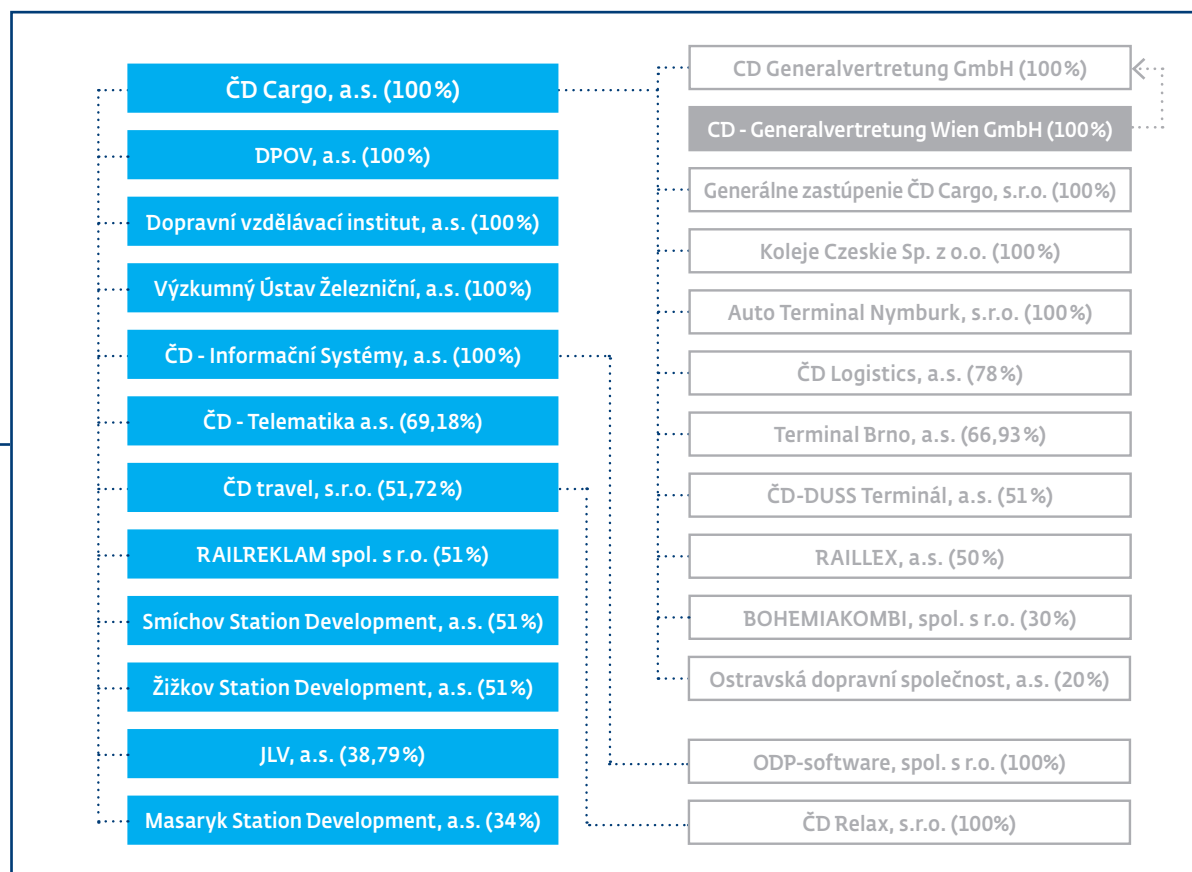 ČD Cargo, a.s. (100%)
DPOV, a.s. (100%)
Dopravní vzdělávací institut, a.s. (100%)
Výzkumný Ústav Železniční, a.s. (100%)
ČD - Informační Systémy, a.s. (100%)
ČD - Telematika a.s. (69,18%)
ČD travel, s.r.o. (51,72%)
RAILREKLAM spol. s r.o. (51%)
Smíchov Station Development, a.s. (51%)
Žižkov Station Development, a.s. (51%)
JLV, a.s. (38,79%)
Masaryk Station Development, a.s. (34%)
CD Generalvertretung GmbH (100%)
CD - Generalvertretung Wien GmbH (100%)
Generálne zastúpenie ČD Cargo, s.r.o. (100%)
Koleje Czeskie Sp. z o.o. (100%)
Auto Terminal Nymburk, s.r.o. (100%)
ČD Logistics, a.s. (78%)
Terminal Brno, a.s. (66,93%)
ČD-DUSS Terminál, a.s. (51%)
RAILLEX, a.s. (50%)
BOHEMIAKOMBI, spol. s r.o. (30%)
Ostravská dopravní společnost, a.s. (20%)
ODP-software, spol. s r.o. (100%)
ČD Relax, s.r.o. (100%)